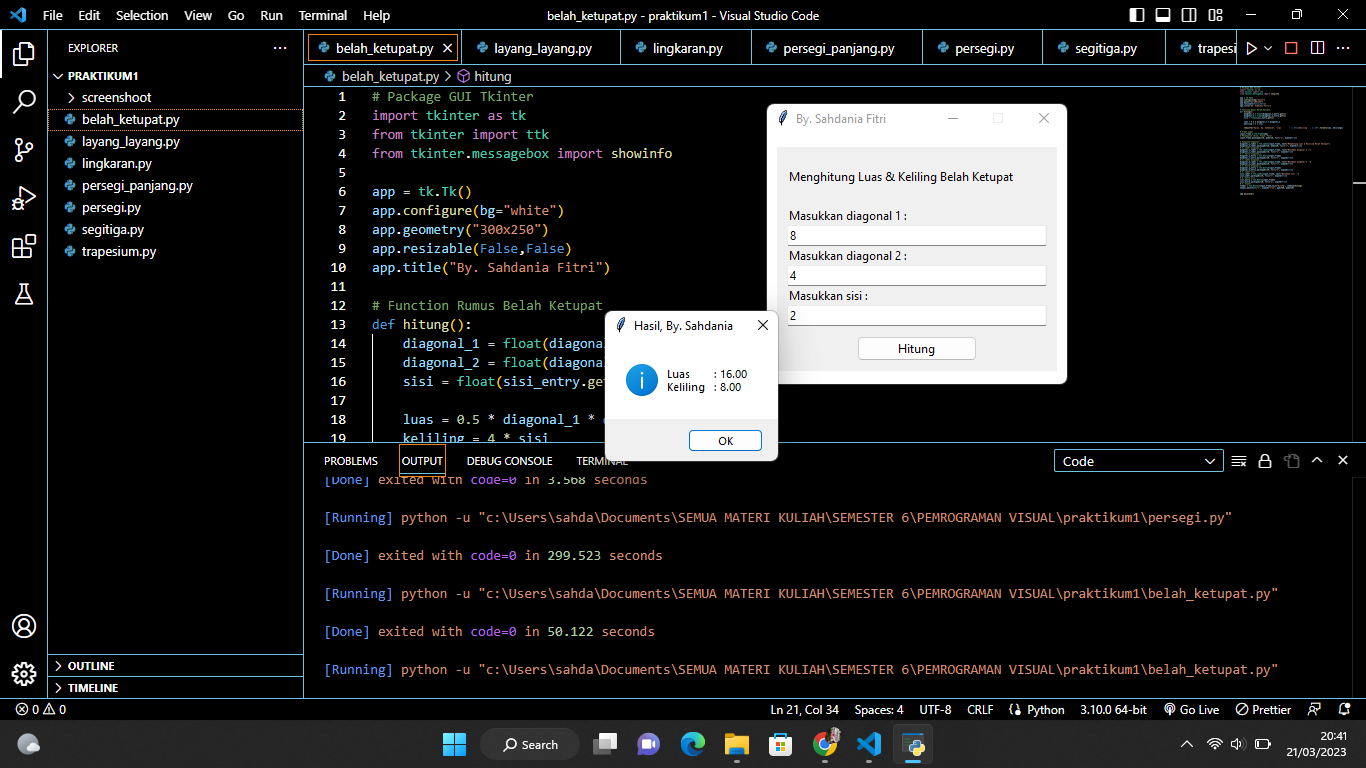 File Edit Selection View Go Run Terminal Help
belah_ketupat.py - praktikum1 - Visual Studio Code
EXPLORER
PRAKTIKUM1
screenshoot
belah_ketupat.py
layang_layang.py
lingkaran.py
persegi_panjang.py
persegi.py
segitiga.py
trapesium.py
OUTLINE
TIMELINE
belah_ketupat.py layang_layang.py lingkaran.py persegi_panjang.py persegi.py segitiga.py trapesi
belah_ketupat.py > hitung
1 # Package GUI Tkinter
2 import tkinter as tk
3 from tkinter import ttk
4 from tkinter.messagebox import showinfo
5
6 app = tk.Tk()
7 app.configure(bg="white")
8 app.geometry("300x250")
9 app.resizable(False,False)
10 app.title("By. Sahdania Fitri")
11
12 # Function Rumus Belah Ketupat
13 def hitung():
14 diagonal_1 = float(diagona
15 diagonal_2 = float(diagona
16 sisi = float(sisi_entry.ge
17
18 luas = 0.5 * diagonal_1 *
19 keliling = 4 * sisi
By. Sahdania Fitri
Menghitung Luas & Keliling Belah Ketupat
Masukkan diagonal 1 :
8
Masukkan diagonal 2 :
4
Masukkan sisi :
2
Hitung
Hasil, By. Sahdania
Luas : 16.00
Keliling : 8.00
OK
PROBLEMS OUTPUT DEBUG CONSOLE TERMINAL
Code
[Done] exited with code=0 in 3.568 seconds
[Running] python -u "c:\Users\sahda\Documents\SEMUA MATERI KULIAH\SEMESTER 6\PEMROGRAMAN VISUAL\praktikum1\persegi.py"
[Done] exited with code=0 in 299.523 seconds
[Running] python -u "c:\Users\sahda\Documents\SEMUA MATERI KULIAH\SEMESTER 6\PEMROGRAMAN VISUAL\praktikum1\belah_ketupat.py"
[Done] exited with code=0 in 50.122 seconds
[Running] python -u "c:\Users\sahda\Documents\SEMUA MATERI KULIAH\SEMESTER 6\PEMROGRAMAN VISUAL\praktikum1\belah_ketupat.py"
0 0 Ln 21, Col 34 Spaces: 4 UTF-8 CRLF Python 3.10.0 64-bit Go Live Prettier
Search
20:41
21/03/2023